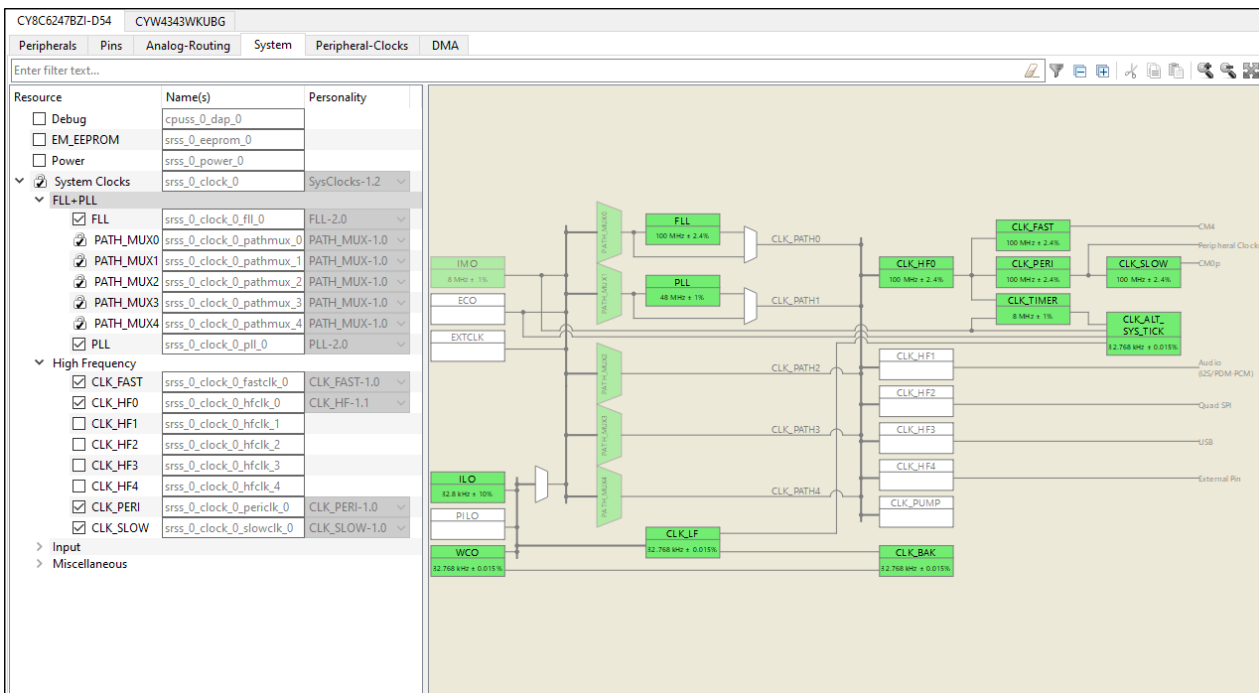 CY8C6247BZI-D54 CYW4343WKUBG
Peripherals Pins Analog-Routing System Peripheral-Clocks DMA
Enter filter text...
Resource Name(s) Personality
Debug cpuss_0_dap_0
EM_EEPROM srss_0_eeprom_0
Power srss_0_power_0
System Clocks srss_0_clock_0 SysClocks-1.2
FLL+PLL
FLL srss_0_clock_0_fll_0 FLL-2.0
PATH_MUX0 srss_0_clock_0_pathmux_0 PATH_MUX-1.0
PATH_MUX1 srss_0_clock_0_pathmux_1 PATH_MUX-1.0
PATH_MUX2 srss_0_clock_0_pathmux_2 PATH_MUX-1.0
PATH_MUX3 srss_0_clock_0_pathmux_3 PATH_MUX-1.0
PATH_MUX4 srss_0_clock_0_pathmux_4 PATH_MUX-1.0
PLL srss_0_clock_0_pll_0 PLL-2.0
High Frequency
CLK_FAST srss_0_clock_0_fastclk_0 CLK_FAST-1.0
CLK_HF0 srss_0_clock_0_hfclk_0 CLK_HF-1.1
CLK_HF1 srss_0_clock_0_hfclk_1
CLK_HF2 srss_0_clock_0_hfclk_2
CLK_HF3 srss_0_clock_0_hfclk_3
CLK_HF4 srss_0_clock_0_hfclk_4
CLK_PERI srss_0_clock_0_periclk_0 CLK_PERI-1.0
CLK_SLOW srss_0_clock_0_slowclk_0 CLK_SLOW-1.0
Input
Miscellaneous
IMO
8 MHz ± 1%
ECO
EXTCLK
ILO
32.8 kHz ± 10%
PILO
WCO
32.768 kHz ± 0.015%
PATH_MUX0
PATH_MUX1
PATH_MUX2
PATH_MUX3
PATH_MUX4
FLL
100 MHz ± 2.4%
PLL
48 MHz ± 1%
CLK_LF
32.768 kHz ± 0.015%
CLK_PATH0
CLK_PATH1
CLK_PATH2
CLK_PATH3
CLK_PATH4
CLK_HF0
100 MHz ± 2.4%
CLK_HF1
CLK_HF2
CLK_HF3
CLK_HF4
CLK_PUMP
CLK_BAK
32.768 kHz ± 0.015%
CLK_FAST
100 MHz ± 2.4%
CLK_PERI
100 MHz ± 2.4%
CLK_TIMER
8 MHz ± 1%
CLK_SLOW
100 MHz ± 2.4%
CLK_ALT_
SYS_TICK
32.768 kHz ± 0.015%
CM4
Peripheral Clocks
CM0p
Audio
(I2S/PDM-PCM)
Quad SPI
USB
External Pin